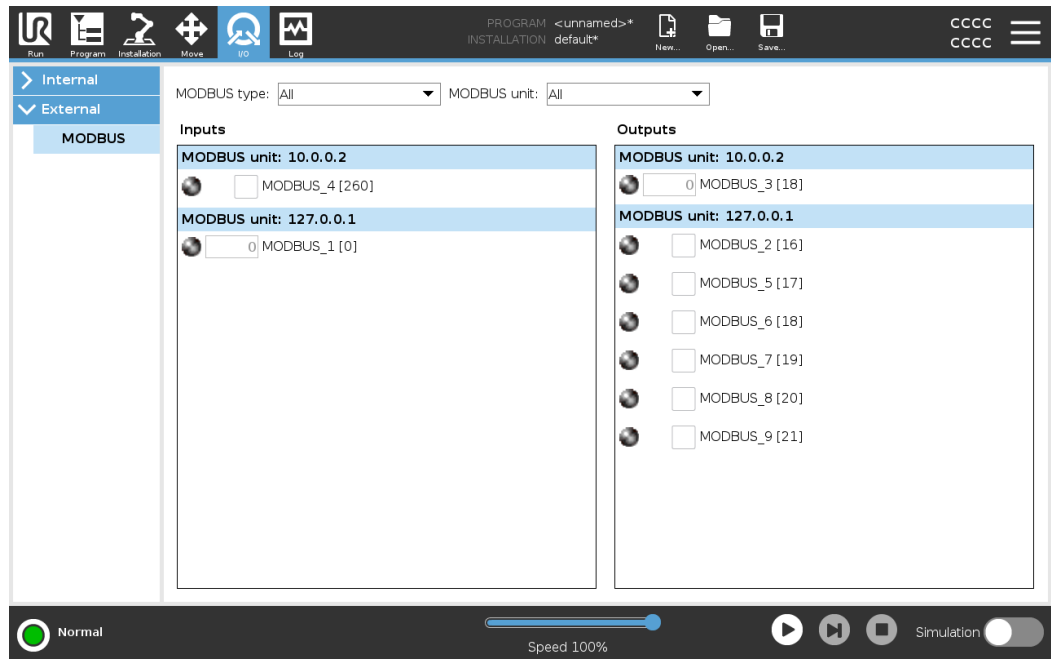 PROGRAM <unnamed>*
INSTALLATION default*
UR
Run
Program
Installation
Move
I/O
Log
New...
Open...
Save...
CCCC
CCCC
Internal
External
MODBUS
MODBUS type: All
MODBUS unit: All
Inputs
MODBUS unit: 10.0.0.2
MODBUS_4 [260]
MODBUS unit: 127.0.0.1
0 MODBUS_1 [0]
Outputs
MODBUS unit: 10.0.0.2
0 MODBUS_3 [18]
MODBUS unit: 127.0.0.1
MODBUS_2 [16]
MODBUS_5 [17]
MODBUS_6 [18]
MODBUS_7 [19]
MODBUS_8 [20]
MODBUS_9 [21]
Normal
Speed 100%
Simulation